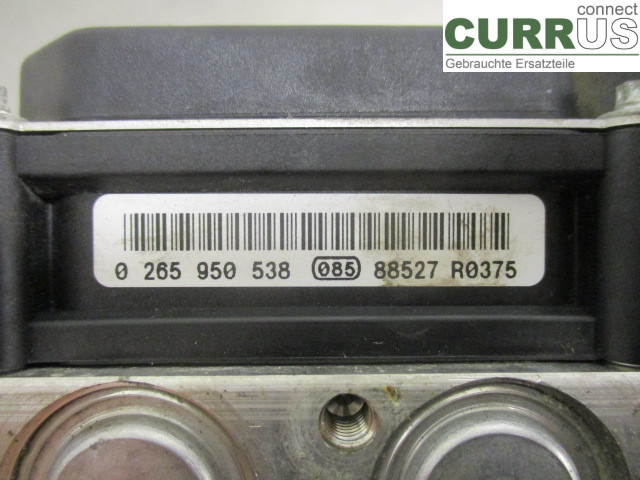 connect
CURRUS
Gebrauchte Ersatzteile
0 265 950 538 085 88527 R0375